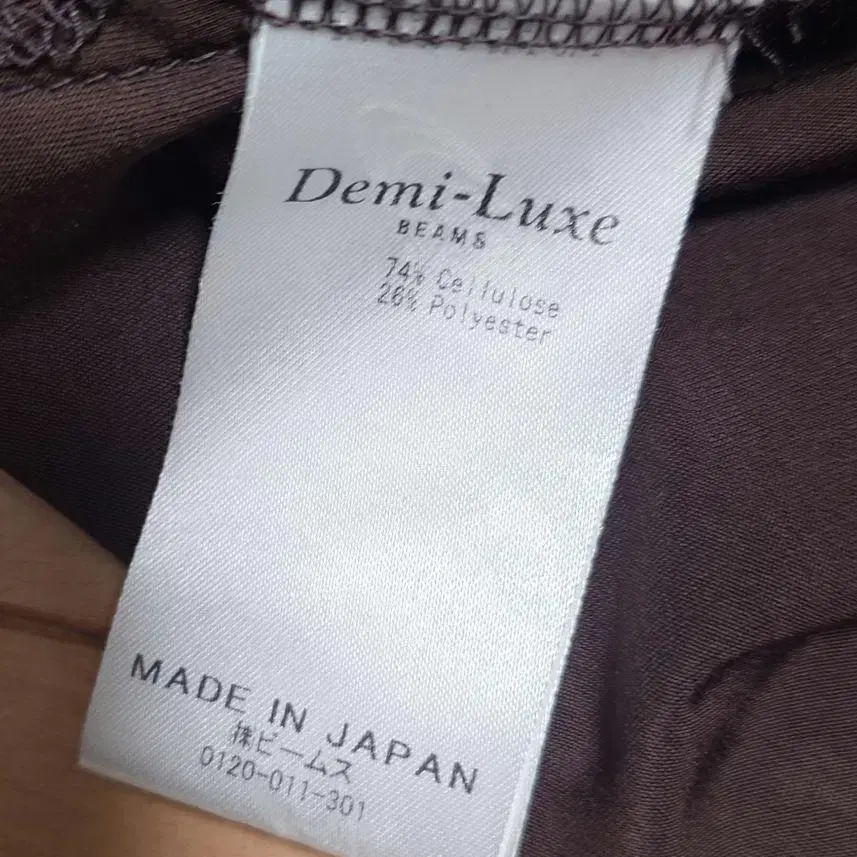 Demi-Luxe
BEAMS
74% Cellulose
26% Polyester
MADE IN JAPAN
㈱ビームス
0120-011-301